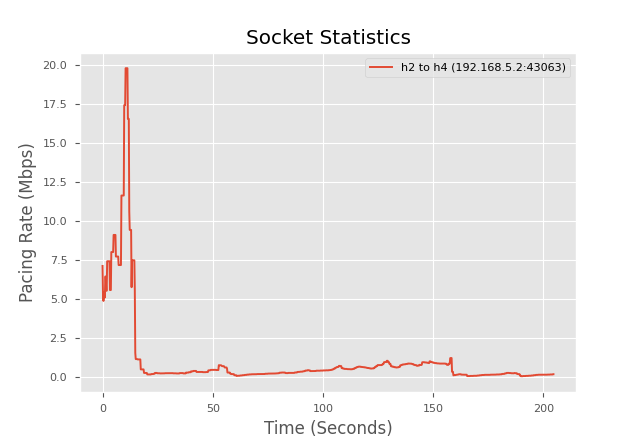 Socket Statistics
h2 to h4 (192.168.5.2:43063)
20.0
17.5
15.0
12.5
10.0
7.5
5.0
2.5
0.0
Pacing Rate (Mbps)
0 50 100 150 200
Time (Seconds)